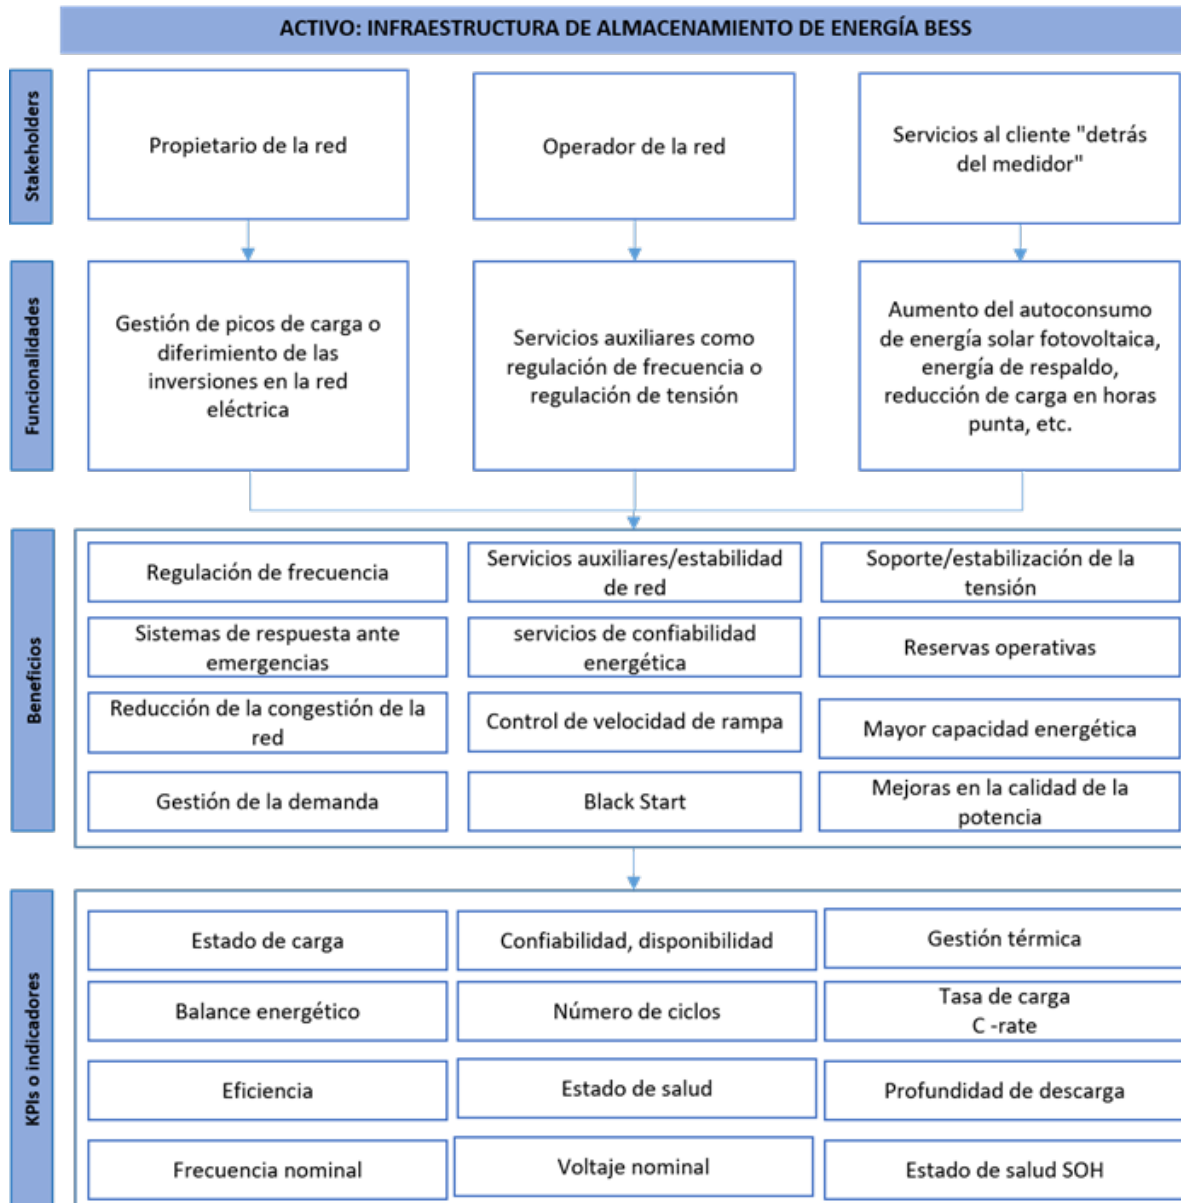 ACTIVO: INFRAESTRUCTURA DE ALMACENAMIENTO DE ENERGÍA BESS
Stakeholders
Propietario de la red
Operador de la red
Servicios al cliente "detrás
del medidor"
Funcionalidades
Gestión de picos de carga o
diferimiento de las
inversiones en la red
eléctrica
Servicios auxiliares como
regulación de frecuencia o
regulación de tensión
Aumento del autoconsumo
de energía solar fotovoltaica,
energía de respaldo,
reducción de carga en horas
punta, etc.
Beneficios
Regulación de frecuencia
Servicios auxiliares/estabilidad
de red
Soporte/estabilización de la
tensión
Sistemas de respuesta ante
emergencias
servicios de confiabilidad
energética
Reservas operativas
Reducción de la congestión de la
red
Control de velocidad de rampa
Mayor capacidad energética
Gestión de la demanda
Black Start
Mejoras en la calidad de la
potencia
KPIs o indicadores
Estado de carga
Confiabilidad, disponibilidad
Gestión térmica
Balance energético
Número de ciclos
Tasa de carga
C -rate
Eficiencia
Estado de salud
Profundidad de descarga
Frecuencia nominal
Voltaje nominal
Estado de salud SOH